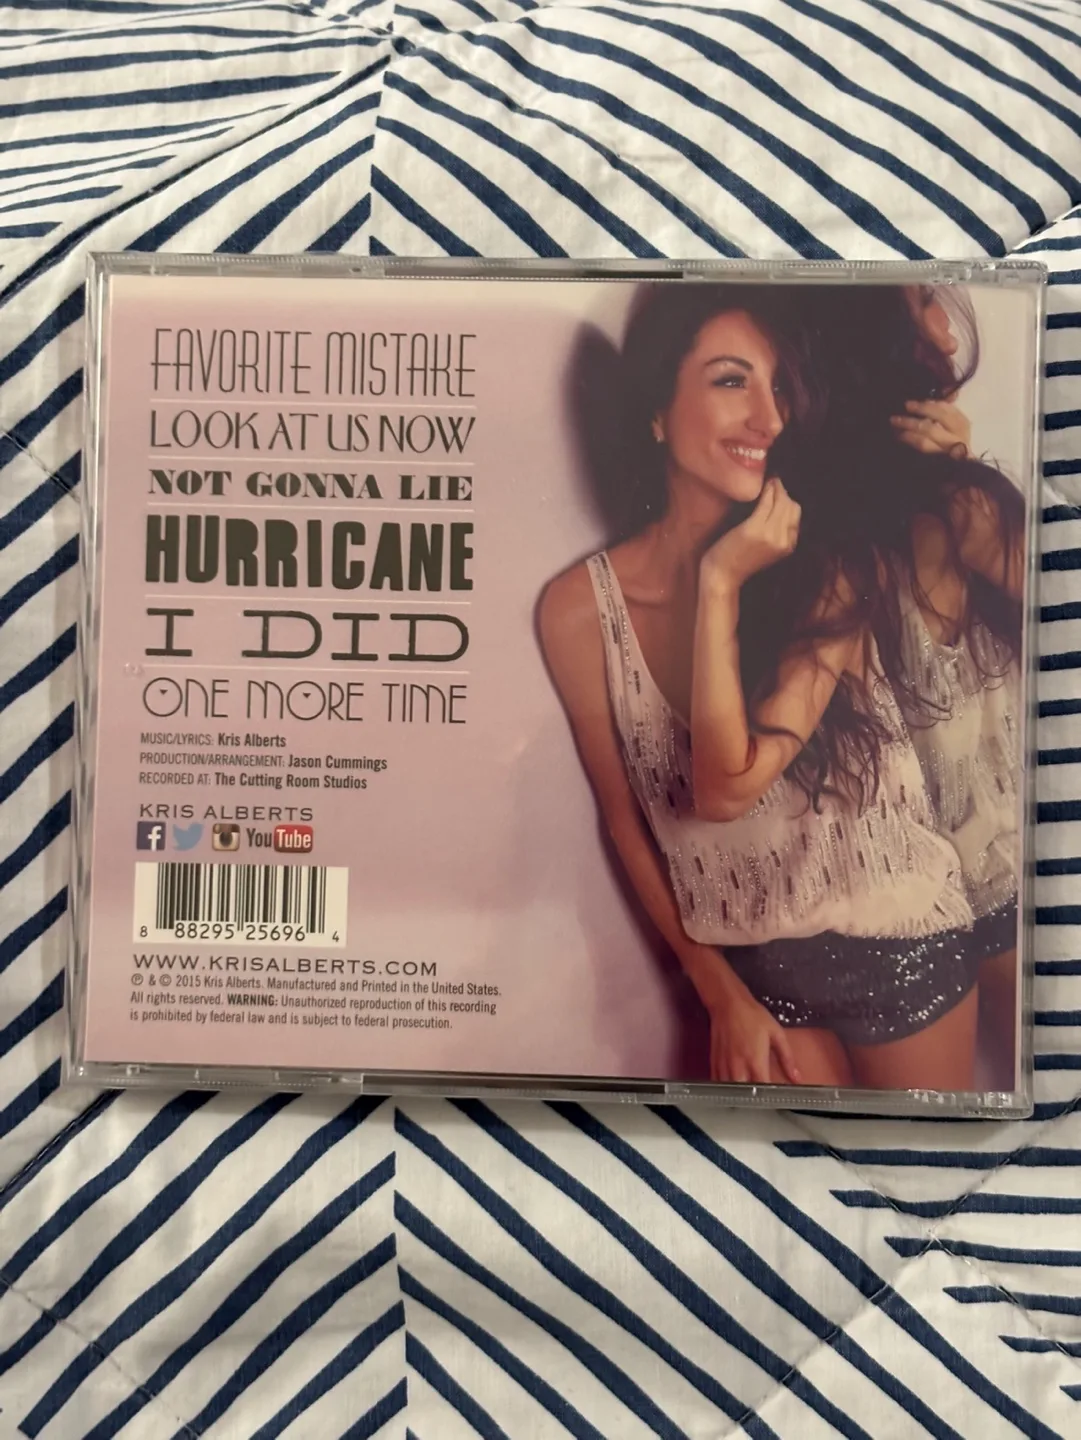 FAVORITE MISTAKE
LOOK AT US NOW
NOT GONNA LIE
HURRICANE
I DID
ONE MORE TIME
MUSIC/LYRICS: Kris Alberts
PRODUCTION/ARRANGEMENT: Jason Cummings
RECORDED AT: The Cutting Room Studios
KRIS ALBERTS
f YouTube
8 88295 25696 4
WWW.KRISALBERTS.COM
℗ & © 2015 Kris Alberts. Manufactured and Printed in the United States.
All rights reserved. WARNING: Unauthorized reproduction of this recording
is prohibited by federal law and is subject to federal prosecution.